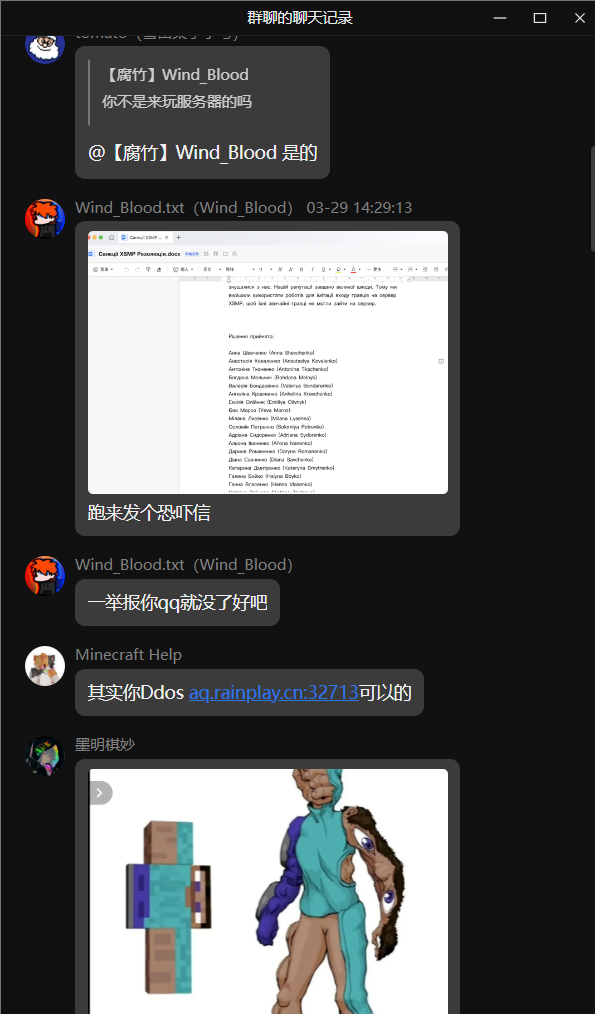 群聊的聊天记录
【腐竹】Wind_Blood
你不是来玩服务器的吗
@【腐竹】Wind_Blood 是的
Wind_Blood.txt（Wind_Blood） 03-29 14:29:13
Санкції XSMP ...
Санкції XSMP Резолюція.docx
знущалися з нас. Нашій репутації завдано великої шкоди. Тому ми
вирішили використати роботів для імітації входу гравців на сервер
XSMP, щоб їхні звичайні гравці не могли зайти на сервер.
Рішення прийнято:
Анна Шевченко (Anna Shevchenko)
Анастасія Коваленко (Anastasiya Kovalenko)
Антоніна Ткаченко (Antonina Tkachenko)
Богдана Мельник (Bohdana Melnyk)
Валерія Бондаренко (Valeriya Bondarenko)
Ангеліна Кравченко (Anhelina Kravchenko)
Емілія Олійник (Emiliya Oliynyk)
Єва Мороз (Yeva Moroz)
Мілана Лисенко (Milana Lysenko)
Соломія Петренко (Solomiya Petrenko)
Адріана Сидоренко (Adriana Sydorenko)
Альона Іваненко (Al'ona Ivanenko)
Дарина Романенко (Daryna Romanenko)
Діана Савченко (Diana Savchenko)
Катерина Дмитренко (Kateryna Dmytrenko)
Галина Бойко (Halyna Boyko)
Ганна Власенко (Hanna Vlasenko)
跑来发个恐吓信
Wind_Blood.txt（Wind_Blood）
一举报你qq就没了好吧
Minecraft Help
其实你Ddos aq.rainplay.cn:32713可以的
墨明棋妙